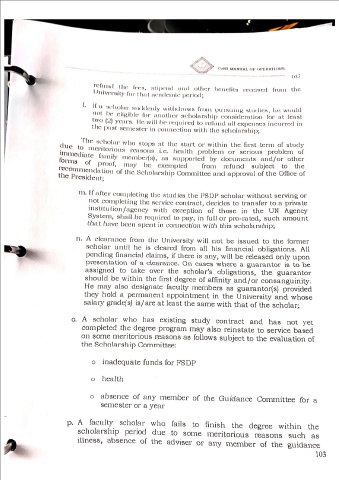 USM MANUAL OF OPERATIONS
103
refund the fees, stipend and other benefits received from the
University for that academic period;
l. If a scholar suddenly withdraws from pursuing studies, he would
not be eligible for another scholarship consideration for at least
two (2) years. He will be required to refund all expenses incurred in
the past semester in connection with the scholarship;
The scholar who stops at the start or within the first term of study
due to meritorious reasons i.e. health problem or serious problem of
immediate family member(s), as supported by documents and/or other
forms of proof, may be exempted from refund subject to the
recommendation of the Scholarship Committee and approval of the Office of
the President;
m. If after completing the studies the FSDP scholar without serving or
not completing the service contract, decides to transfer to a private
institution/agency with exception of those in the UN Agency
System, shall be required to pay, in full or pro-rated, such amount
that have been spent in connection with this scholarship;
n. A clearance from the University will not be issued to the former
scholar until he is cleared from all his financial obligations. All
pending financial claims, if there is any, will be released only upon
presentation of a clearance. On cases where a guarantor is to be
assigned to take over the scholar's obligations, the guarantor
should be within the first degree of affinity and/or consanguinity.
He may also designate faculty members as guarantor(s) provided
they hold a permanent appointment in the University and whose
salary grade(s) is/are at least the same with that of the scholar;
o. A scholar who has existing study contract and has not yet
completed the degree program may also reinstate to service based
on some meritorious reasons as follows subject to the evaluation of
the Scholarship Committee:
o inadequate funds for FSDP
o health
o absence of any member of the Guidance Committee for a
semester or a year
p. A faculty scholar who fails to finish the degree within the
scholarship period due to some meritorious reasons such as
illness, absence of the adviser or any member of the guidance
103